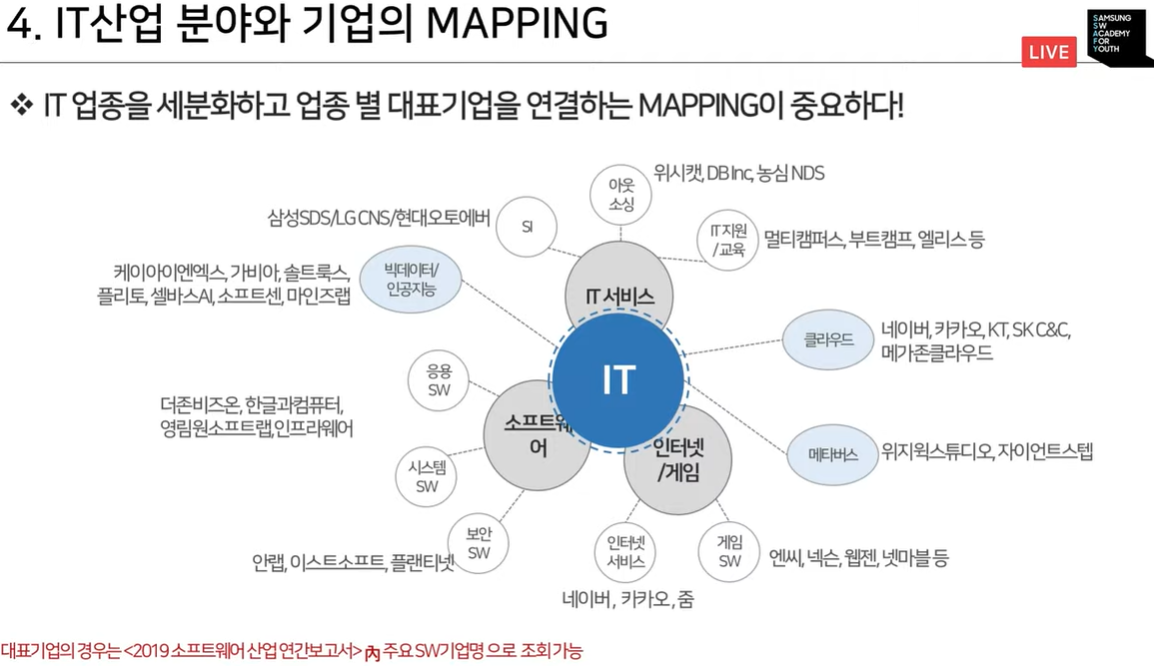 4. IT산업 분야와 기업의 MAPPING
LIVE
SAMSUNG
SW
ACADEMY
FOR
YOUTH
❖ IT 업종을 세분화하고 업종 별 대표기업을 연결하는 MAPPING이 중요하다!
아웃
소싱
위시캣, DB Inc, 농심 NDS
삼성SDS/LG CNS/현대오토에버
SI
IT 지원
/교육
멀티캠퍼스, 부트캠프, 엘리스 등
케이아이엔엑스, 가비아, 솔트룩스,
플리토, 셀바스AI, 소프트센, 마인즈랩
빅데이터/
인공지능
IT 서비스
클라우드
네이버, 카카오, KT, SK C&C,
메가존클라우드
IT
응용
SW
더존비즈온, 한글과컴퓨터,
영림원소프트랩,인프라웨어
소프트웨
어
인터넷
/게임
메타버스
위지윅스튜디오, 자이언트스텝
시스템
SW
보안
SW
안랩, 이스트소프트, 플랜티넷
인터넷
서비스
네이버, 카카오, 줌
게임
SW
엔씨, 넥슨, 웹젠, 넷마블 등
대표기업의 경우는 <2019 소프트웨어 산업 연간보고서> 內 주요 SW기업명 으로 조회 가능